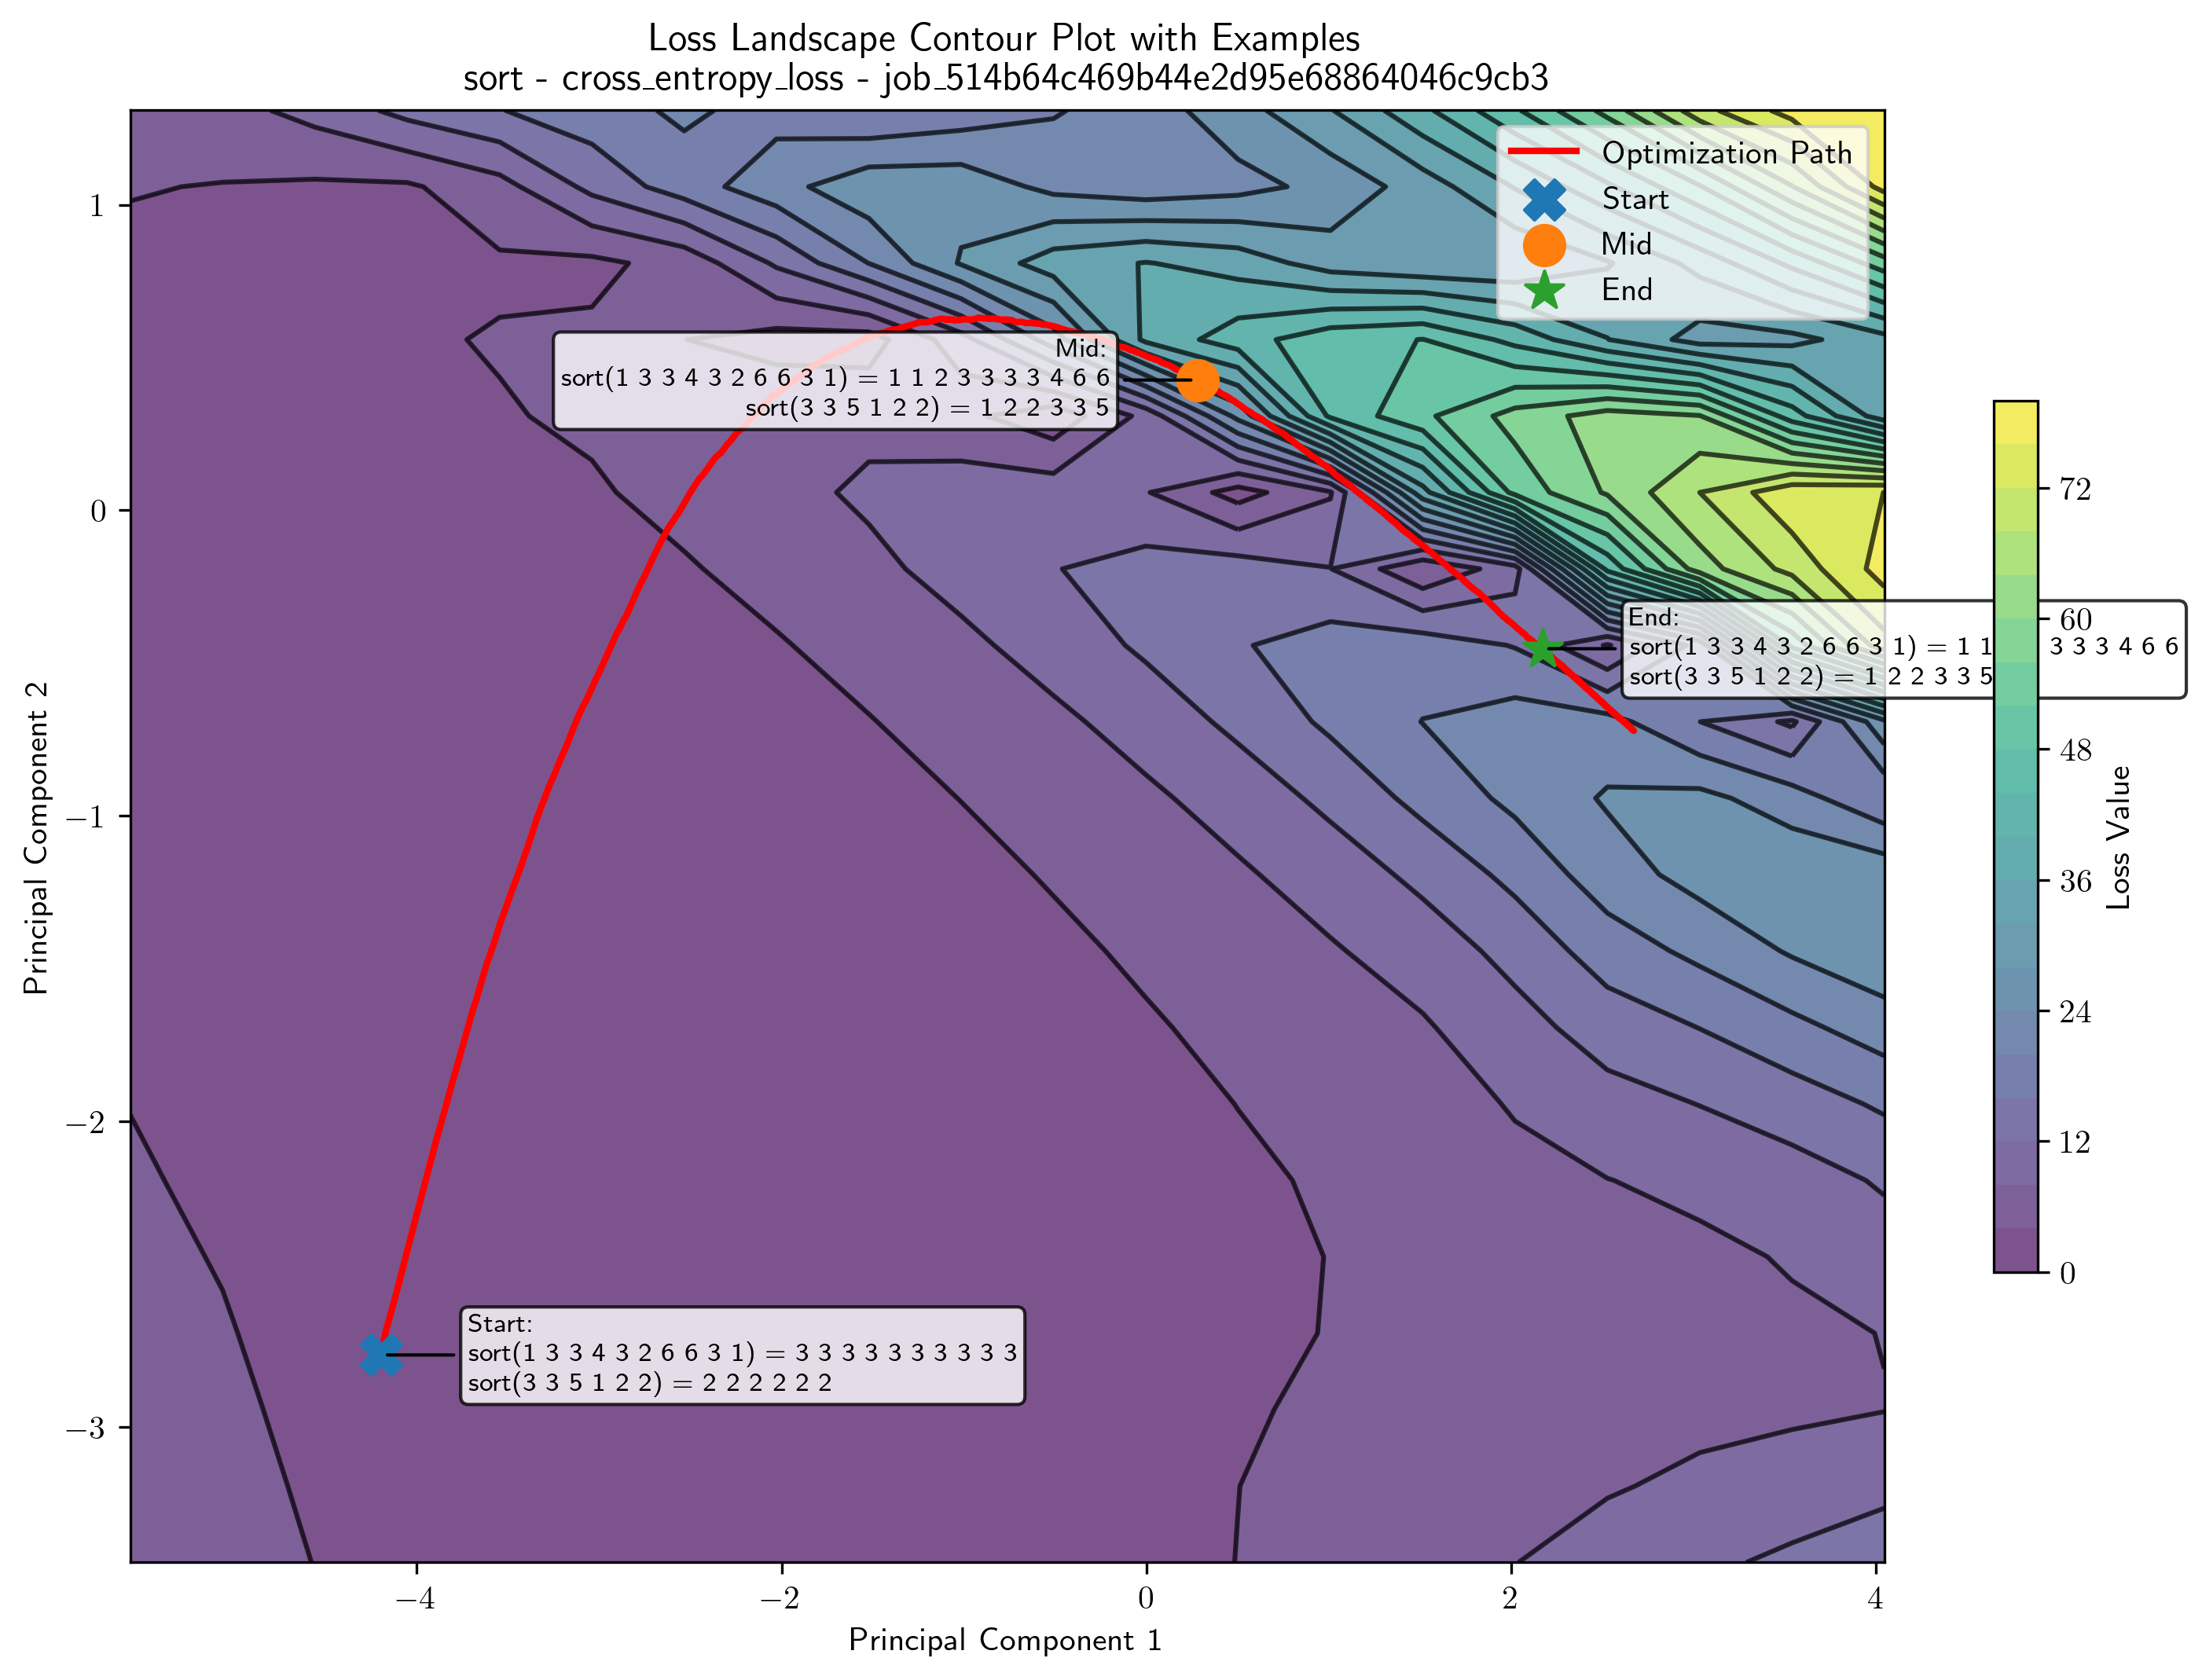 Loss Landscape Contour Plot with Examples
sort - cross_entropy_loss - job_514b64c469b44e2d95e68864046c9cb3
Optimization Path
Start
Mid
End
Mid:
sort(1 3 3 4 3 2 6 6 3 1) = 1 1 2 3 3 3 3 4 6 6
sort(3 3 5 1 2 2) = 1 2 2 3 3 5
End:
sort(1 3 3 4 3 2 6 6 3 1) = 1 1 3 3 3 4 6 6
sort(3 3 5 1 2 2) = 1 2 2 3 3 5
Start:
sort(1 3 3 4 3 2 6 6 3 1) = 3 3 3 3 3 3 3 3 3 3
sort(3 3 5 1 2 2) = 2 2 2 2 2 2
1
0
−1
−2
−3
Principal Component 2
−4
−2
0
2
4
Principal Component 1
72
60
48
36
24
12
0
Loss Value